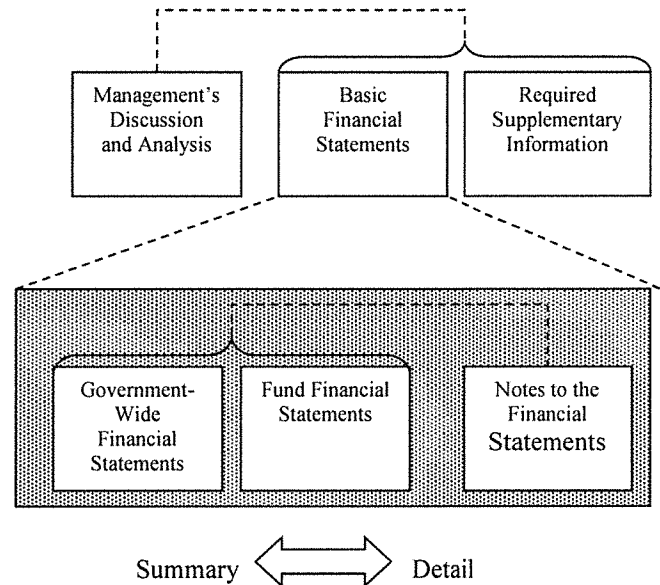 Management's
Discussion
and Analysis
Basic
Financial
Statements
Required
Supplementary
Information
Government-
Wide
Financial
Statements
Fund Financial
Statements
Notes to the
Financial
Statements
Summary
Detail